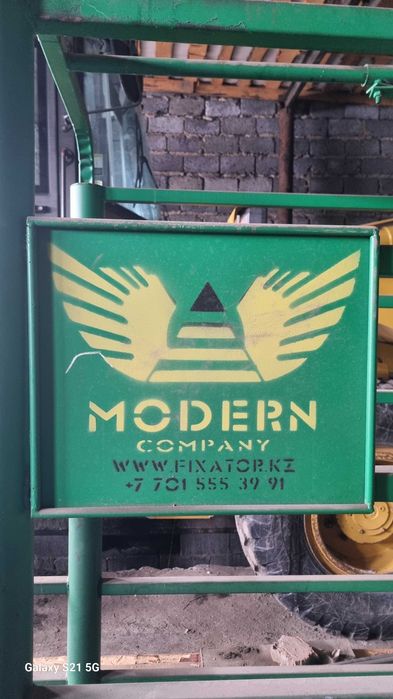 MODERN
COMPANY
WWW.FIXATOR.KZ
+7 701 555 39 91
Galaxy S21 5G